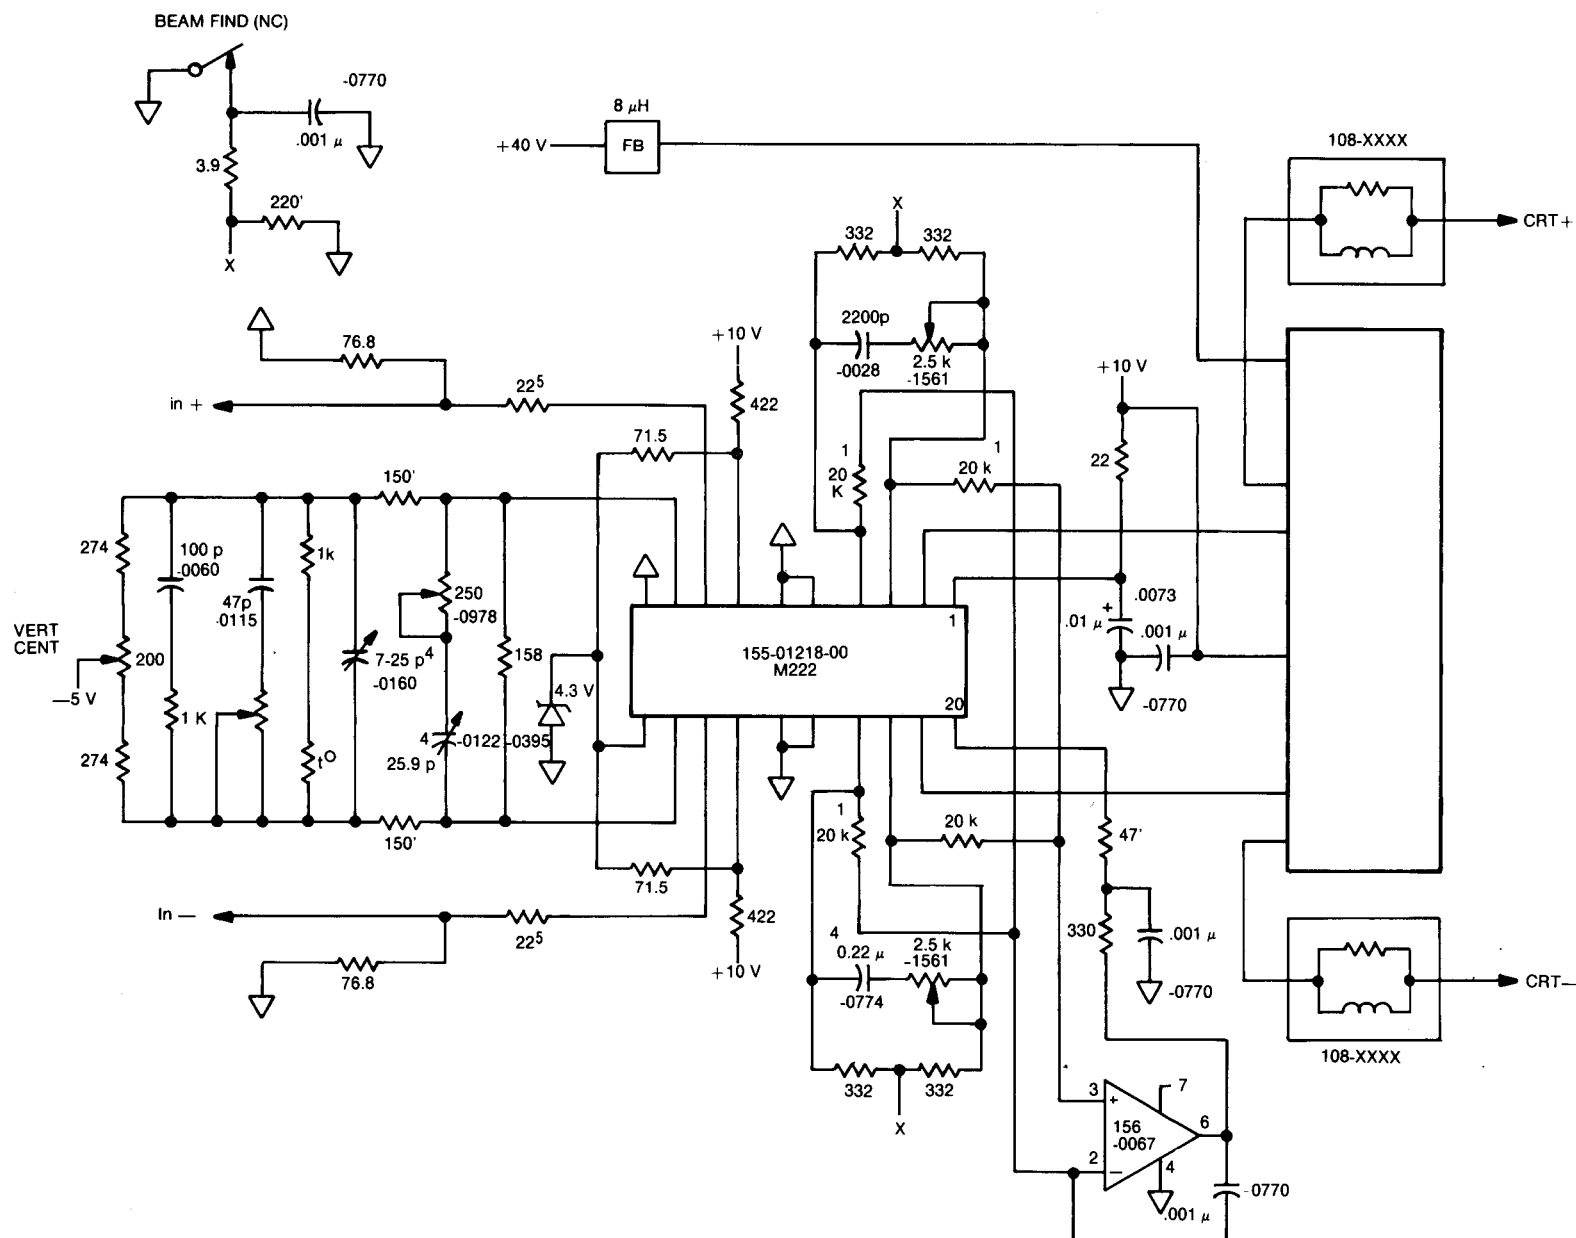 BEAM FIND (NC)
-0770
.001 μ
3.9
220'
X
8 μH
+40 V
FB
108-XXXX
CRT+
X
332
332
2200p
-0028
2.5 k
-1561
+10 V
422
76.8
in +
22⁵
71.5
1
20
K
1
20 k
+10 V
22
150'
274
100 p
-0060
47p
-0115
1k
250
-0978
VERT
CENT
200
-5 V
1 K
7-25 p⁴
-0160
158
4.3 V
-0395
4
-0122
25.9 p
274
t°
150'
155-01218-00
M222
1
20
.0073
+
.01 μ
.001 μ
-0770
1
20 k
20 k
47'
330
.001 μ
-0770
71.5
422
+10 V
In —
22⁵
76.8
4
0.22 μ
-0774
2.5 k
-1561
332
332
X
CRT—
108-XXXX
3
+
7
156
-0067
6
2
—
4
.001 μ
-0770